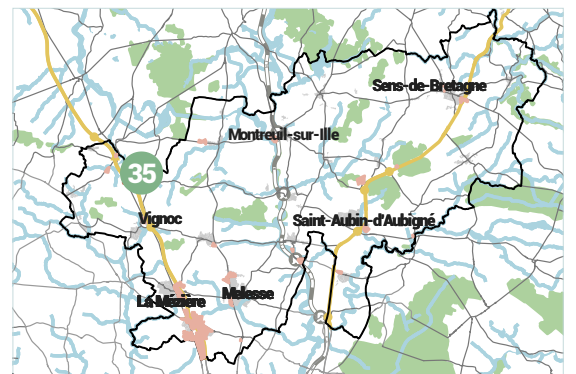 Sens-de-Bretagne
Montreuil-sur-Ille
35
Vignoc
Saint-Aubin-d'Aubigné
La Mézière
Melesse